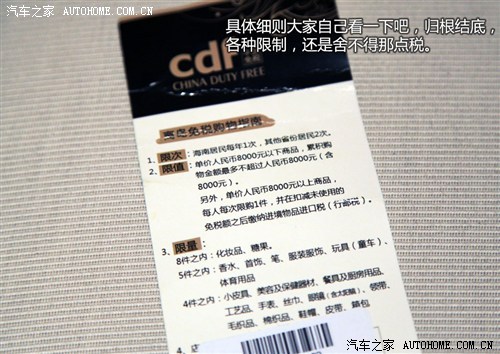 汽车之家 AUTOHOME.COM.CN
具体细则大家自己看一下吧，归根结底，
各种限制，还是舍不得那点税。
cdf
CHINA DUTY FREE
离岛免税购物指南
1. 限次：海南居民每年1次，其他省份居民2次。
2. 限值：单价人民币8000元以下商品，累积购
物金额最多不超过人民币8000元（含
8000元）。
另外，单价人民币8000元以上商品，
每人每次限购1件，并在扣减未使用的
免税额之后缴纳进境物品进口税（行邮税）。
3. 限量：
8件之内：化妆品、糖果。
5件之内：香水、首饰、笔、服装服饰、玩具（童车）、
体育用品
4件之内：小皮具、美容及保健器材、餐具及厨房用品、
工艺品、手表、丝巾、眼镜（含太阳镜）、领带、
毛织品、棉织品、鞋帽、皮带、箱包
4.
汽车之家 AUTOHOME.COM.CN